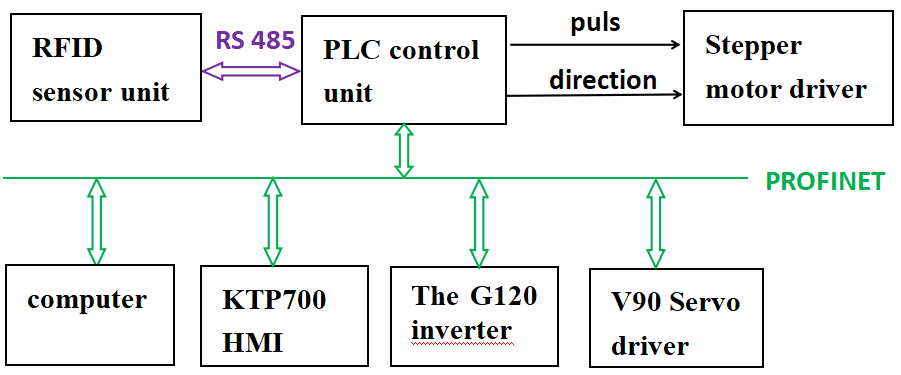 RFID
sensor unit
RS 485
PLC control
unit
puls
direction
Stepper
motor driver
PROFINET
computer
KTP700
HMI
The G120
inverter
V90 Servo
driver